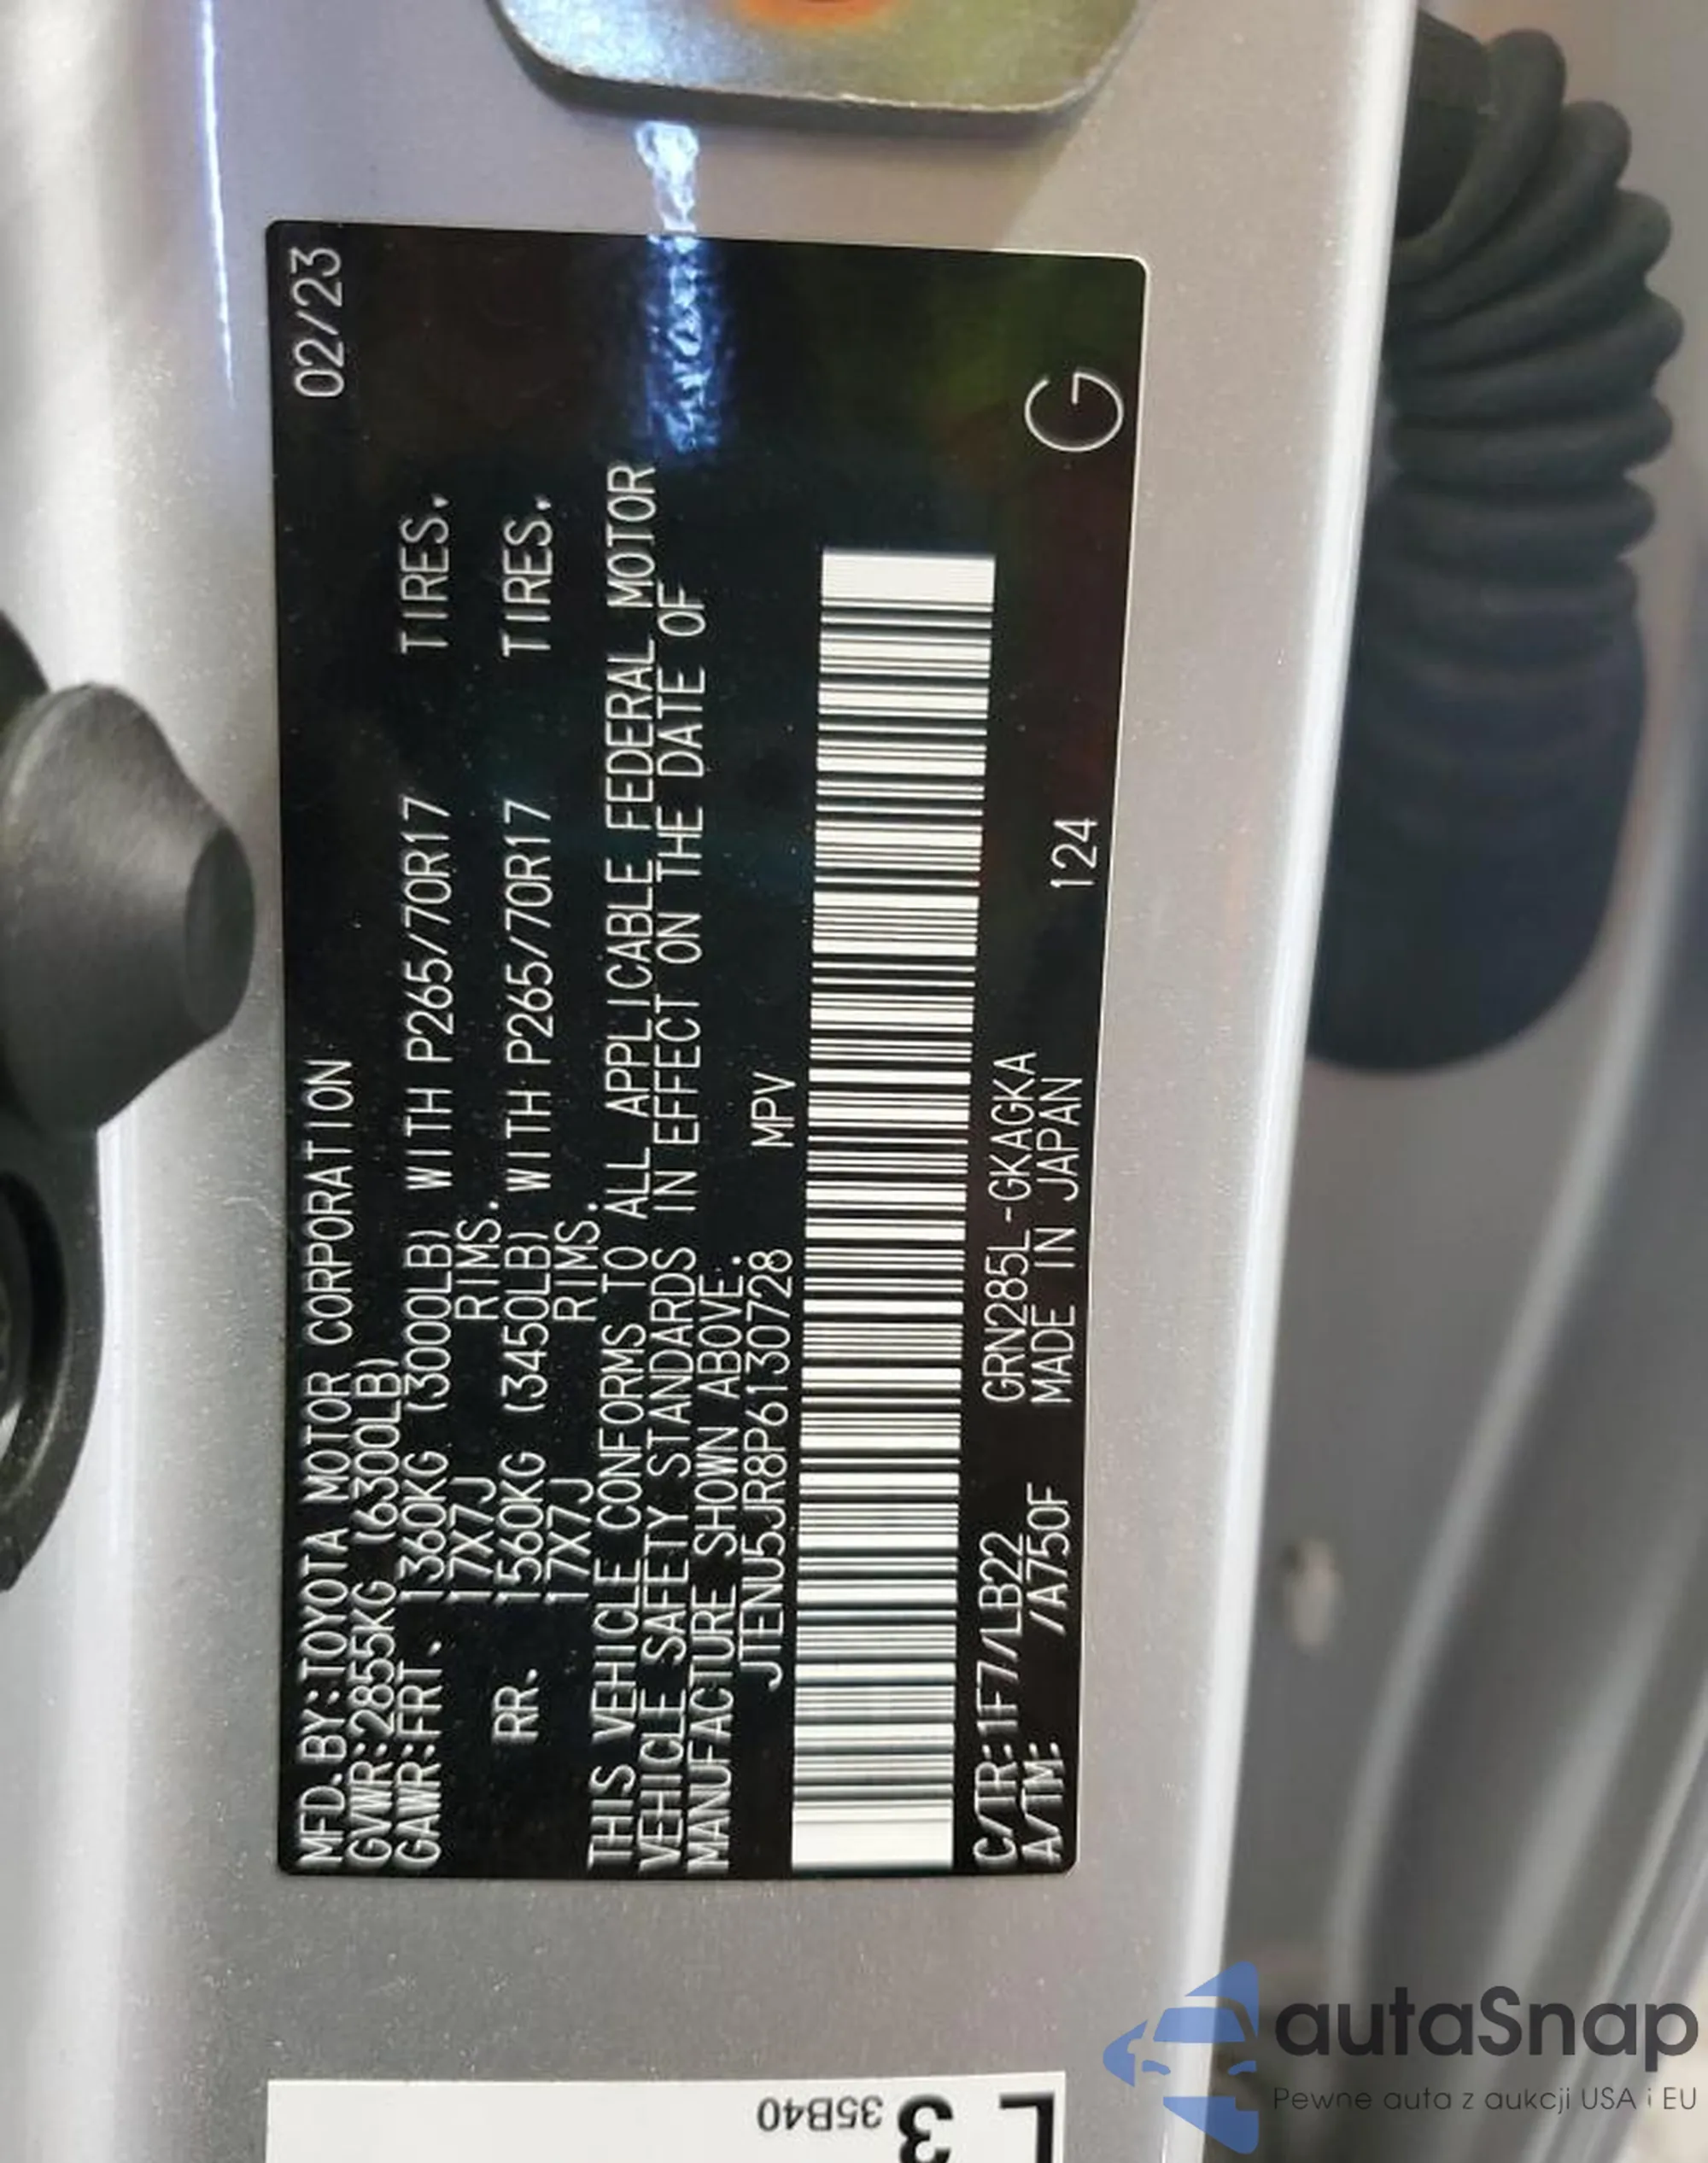 MFD.BY:TOYOTA MOTOR CORPORATION 02/23
GVWR:2855KG (6300LB)
GAWR:FRT. 1360KG (3000LB) WITH P265/70R17 TIRES,
17X7J RIMS.
RR. 1560KG (3450LB) WITH P265/70R17 TIRES,
17X7J RIMS.
THIS VEHICLE CONFORMS TO ALL APPLICABLE FEDERAL MOTOR
VEHICLE SAFETY STANDARDS IN EFFECT ON THE DATE OF
MANUFACTURE SHOWN ABOVE.
JTENU5JR8P6130728 MPV
C/TR:1F7/LB22 GRN285L-GKAGKA
A/TM: /A750F MADE IN JAPAN 124
G
35B40
3
autaSnap
Pewne auta z aukcji USA i EU